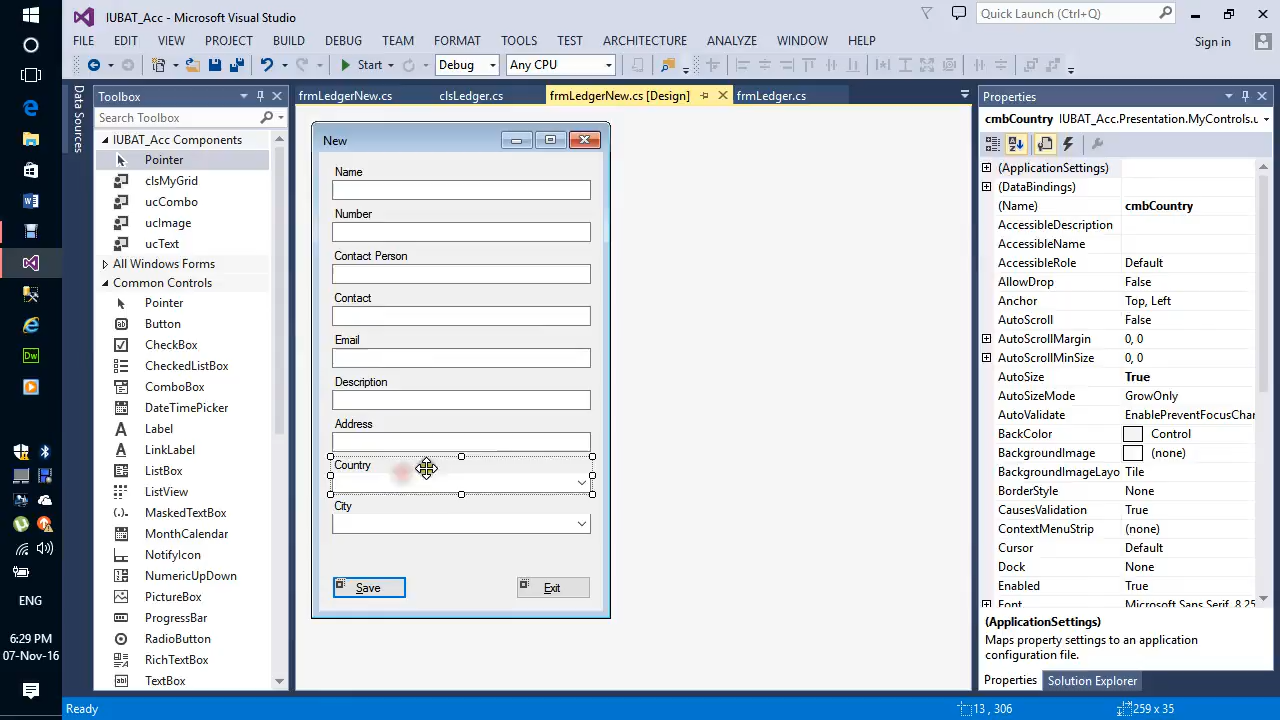 IUBAT_Acc - Microsoft Visual Studio
Quick Launch (Ctrl+Q)
FILE EDIT VIEW PROJECT BUILD DEBUG TEAM FORMAT TOOLS TEST ARCHITECTURE ANALYZE WINDOW HELP
Sign in
Start
Debug
Any CPU
Data Sources
Toolbox
Search Toolbox
IUBAT_Acc Components
Pointer
clsMyGrid
ucCombo
ucImage
ucText
All Windows Forms
Common Controls
Pointer
Button
CheckBox
CheckedListBox
ComboBox
DateTimePicker
Label
LinkLabel
ListBox
ListView
MaskedTextBox
MonthCalendar
NotifyIcon
NumericUpDown
PictureBox
ProgressBar
RadioButton
RichTextBox
TextBox
frmLedgerNew.cs
clsLedger.cs
frmLedgerNew.cs [Design]
frmLedger.cs
New
Name
Number
Contact Person
Contact
Email
Description
Address
Country
City
Save
Exit
Properties
cmbCountry IUBAT_Acc.Presentation.MyControls.u
(ApplicationSettings)
(DataBindings)
(Name) cmbCountry
AccessibleDescription
AccessibleName
AccessibleRole Default
AllowDrop False
Anchor Top, Left
AutoScroll False
AutoScrollMargin 0, 0
AutoScrollMinSize 0, 0
AutoSize True
AutoSizeMode GrowOnly
AutoValidate EnablePreventFocusChar
BackColor Control
BackgroundImage (none)
BackgroundImageLayo Tile
BorderStyle None
CausesValidation True
ContextMenuStrip (none)
Cursor Default
Dock None
Enabled True
Font Microsoft Sans Serif, 8.25
(ApplicationSettings)
Maps property settings to an application
configuration file.
Properties
Solution Explorer
Dw
ENG
6:29 PM
07-Nov-16
Ready
13 , 306
259 x 35